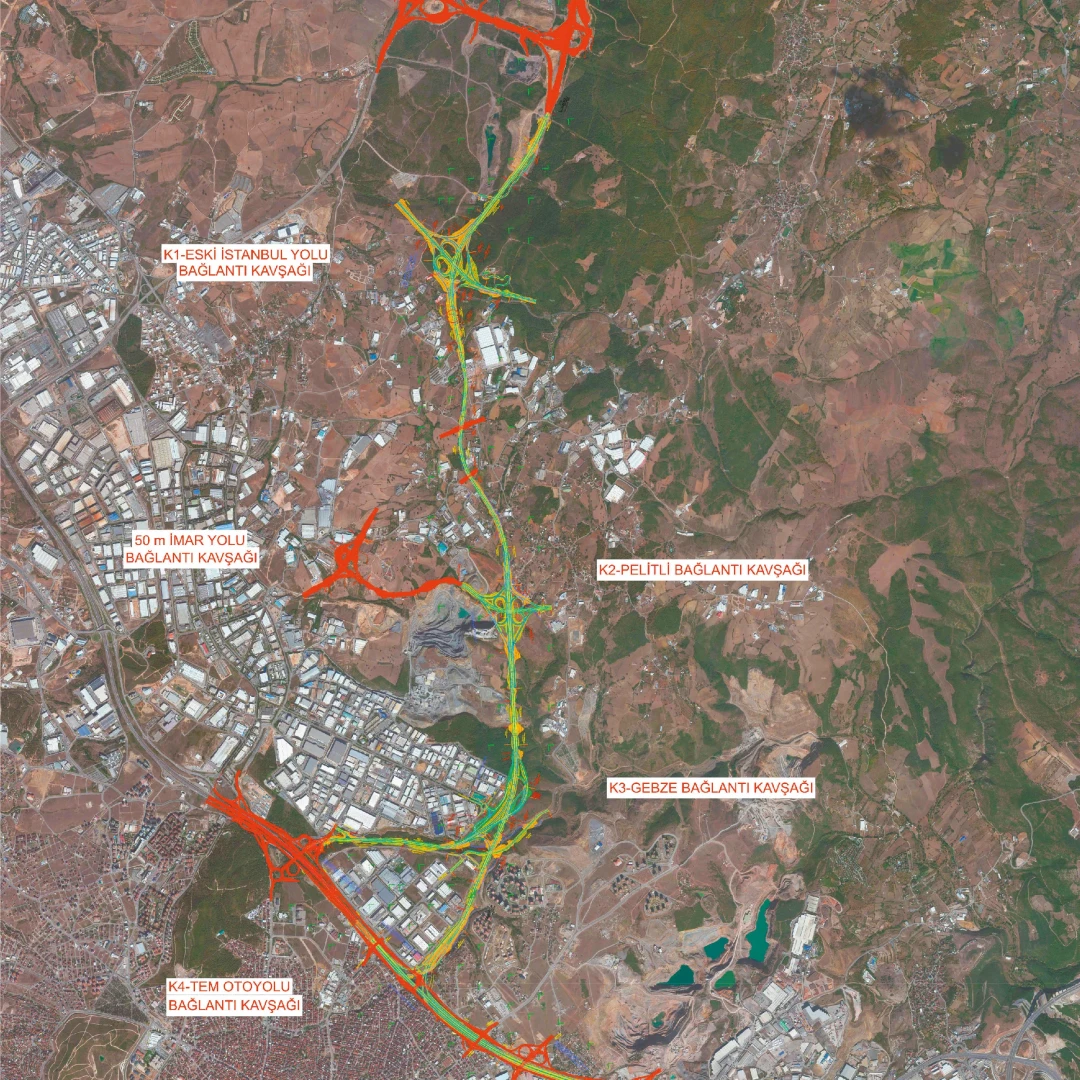 K1-ESKİ İSTANBUL YOLU
BAĞLANTI KAVŞAĞI
50 m İMAR YOLU
BAĞLANTI KAVŞAĞI
K2-PELİTLİ BAĞLANTI KAVŞAĞI
K3-GEBZE BAĞLANTI KAVŞAĞI
K4-TEM OTOYOLU
BAĞLANTI KAVŞAĞI